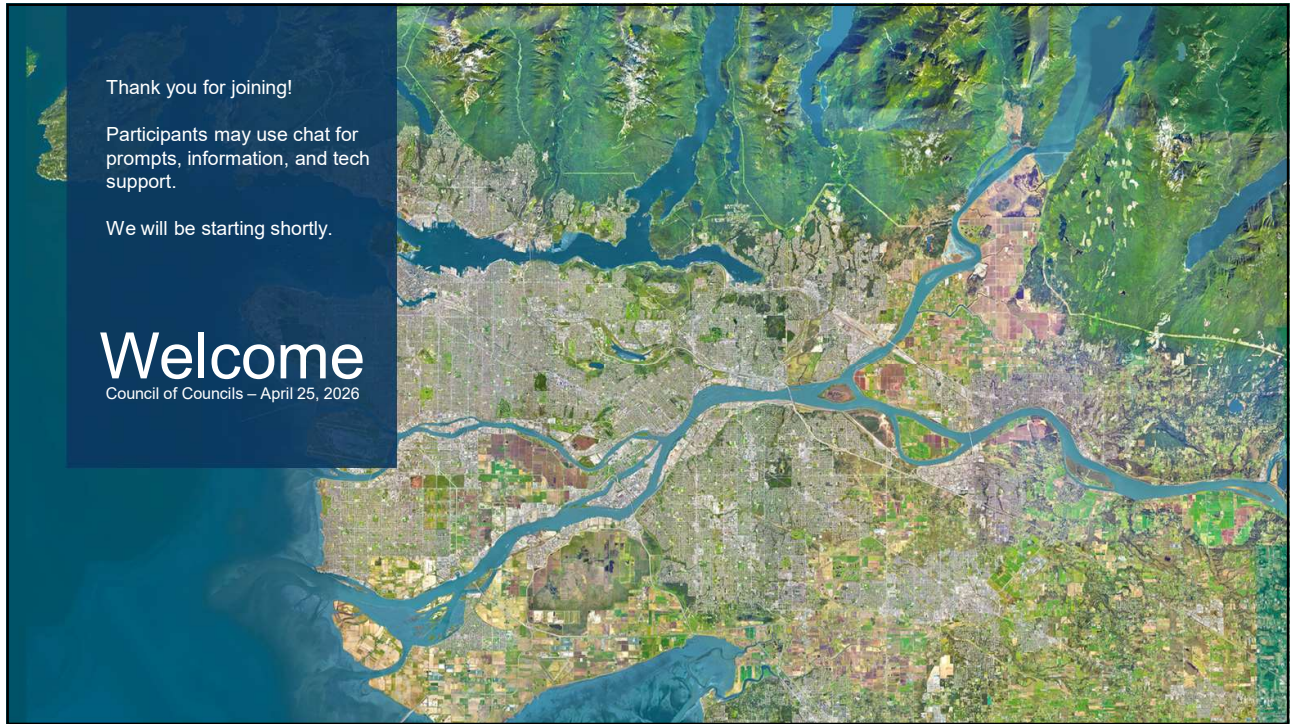 Thank you for joining!
Participants may use chat for
prompts, information, and tech
support.
We will be starting shortly.
Welcome
Council of Councils – April 25, 2026